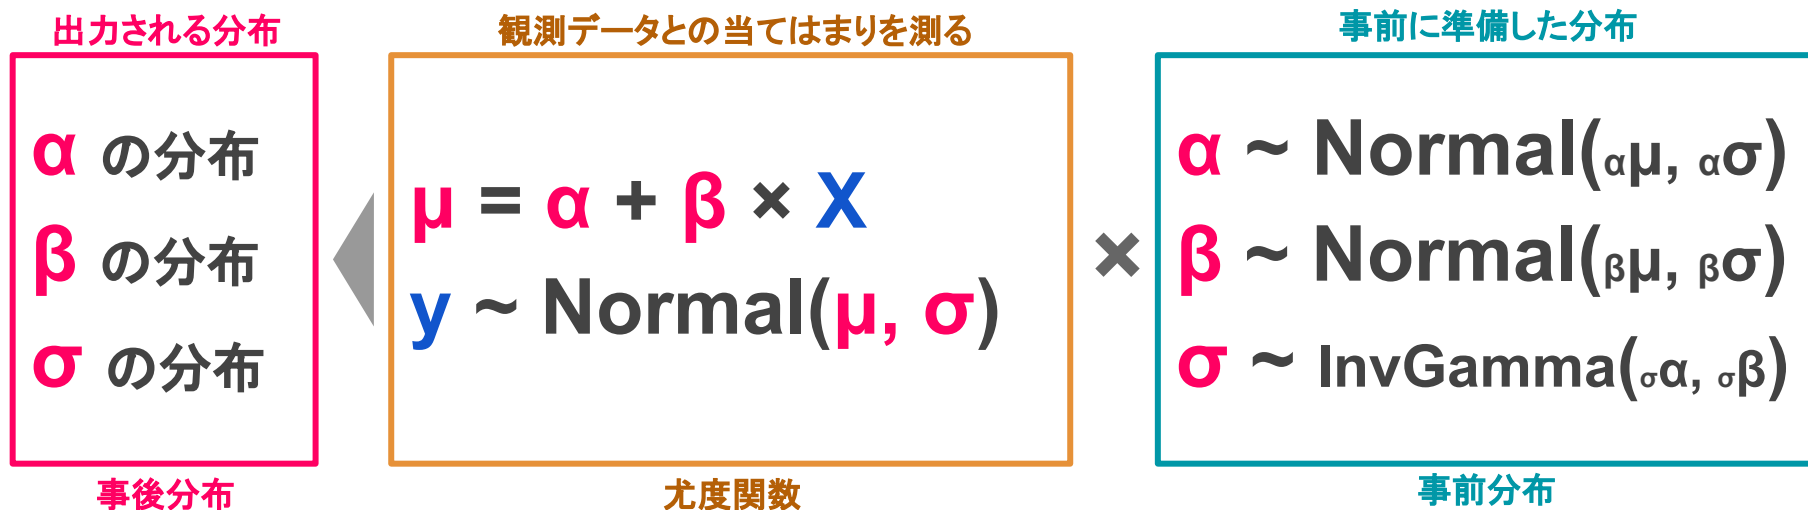 出力される分布
α の分布
β の分布
σ の分布
事後分布
観測データとの当てはまりを測る
μ = α + β × X
y ~ Normal(μ, σ)
尤度関数
×
事前に準備した分布
α ~ Normal(αμ, ασ)
β ~ Normal(βμ, βσ)
σ ~ InvGamma(σα, σβ)
事前分布